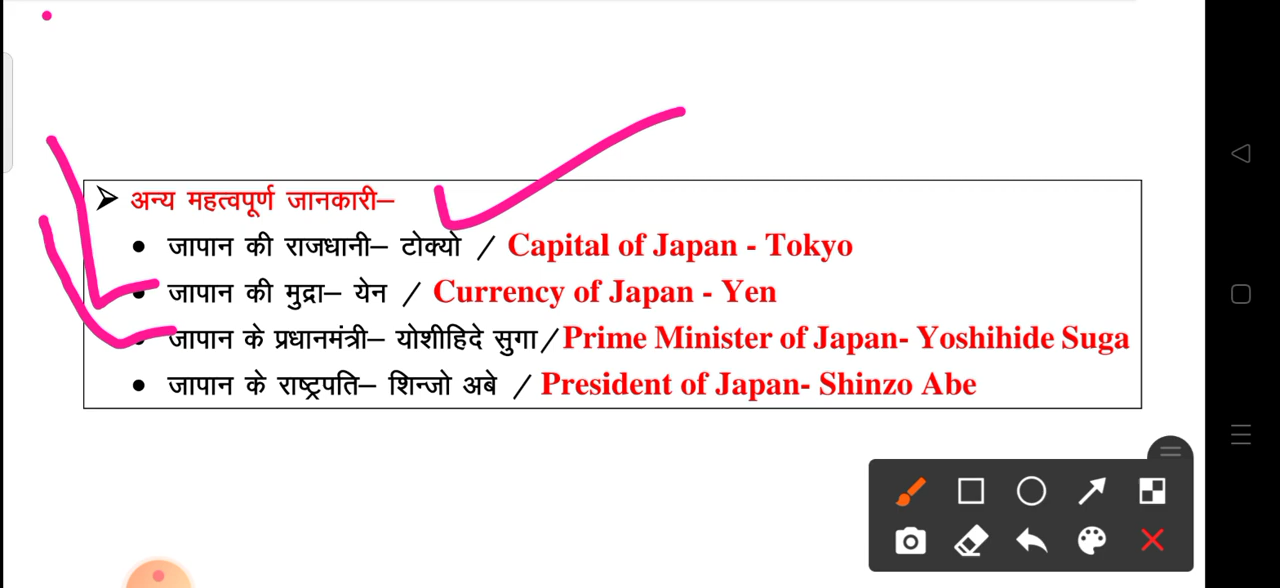 अन्य महत्वपूर्ण जानकारी–
जापान की राजधानी– टोक्यो / Capital of Japan - Tokyo
जापान की मुद्रा– येन / Currency of Japan - Yen
जापान के प्रधानमंत्री– योशीहिदे सुगा/Prime Minister of Japan- Yoshihide Suga
जापान के राष्ट्रपति– शिन्जो अबे / President of Japan- Shinzo Abe